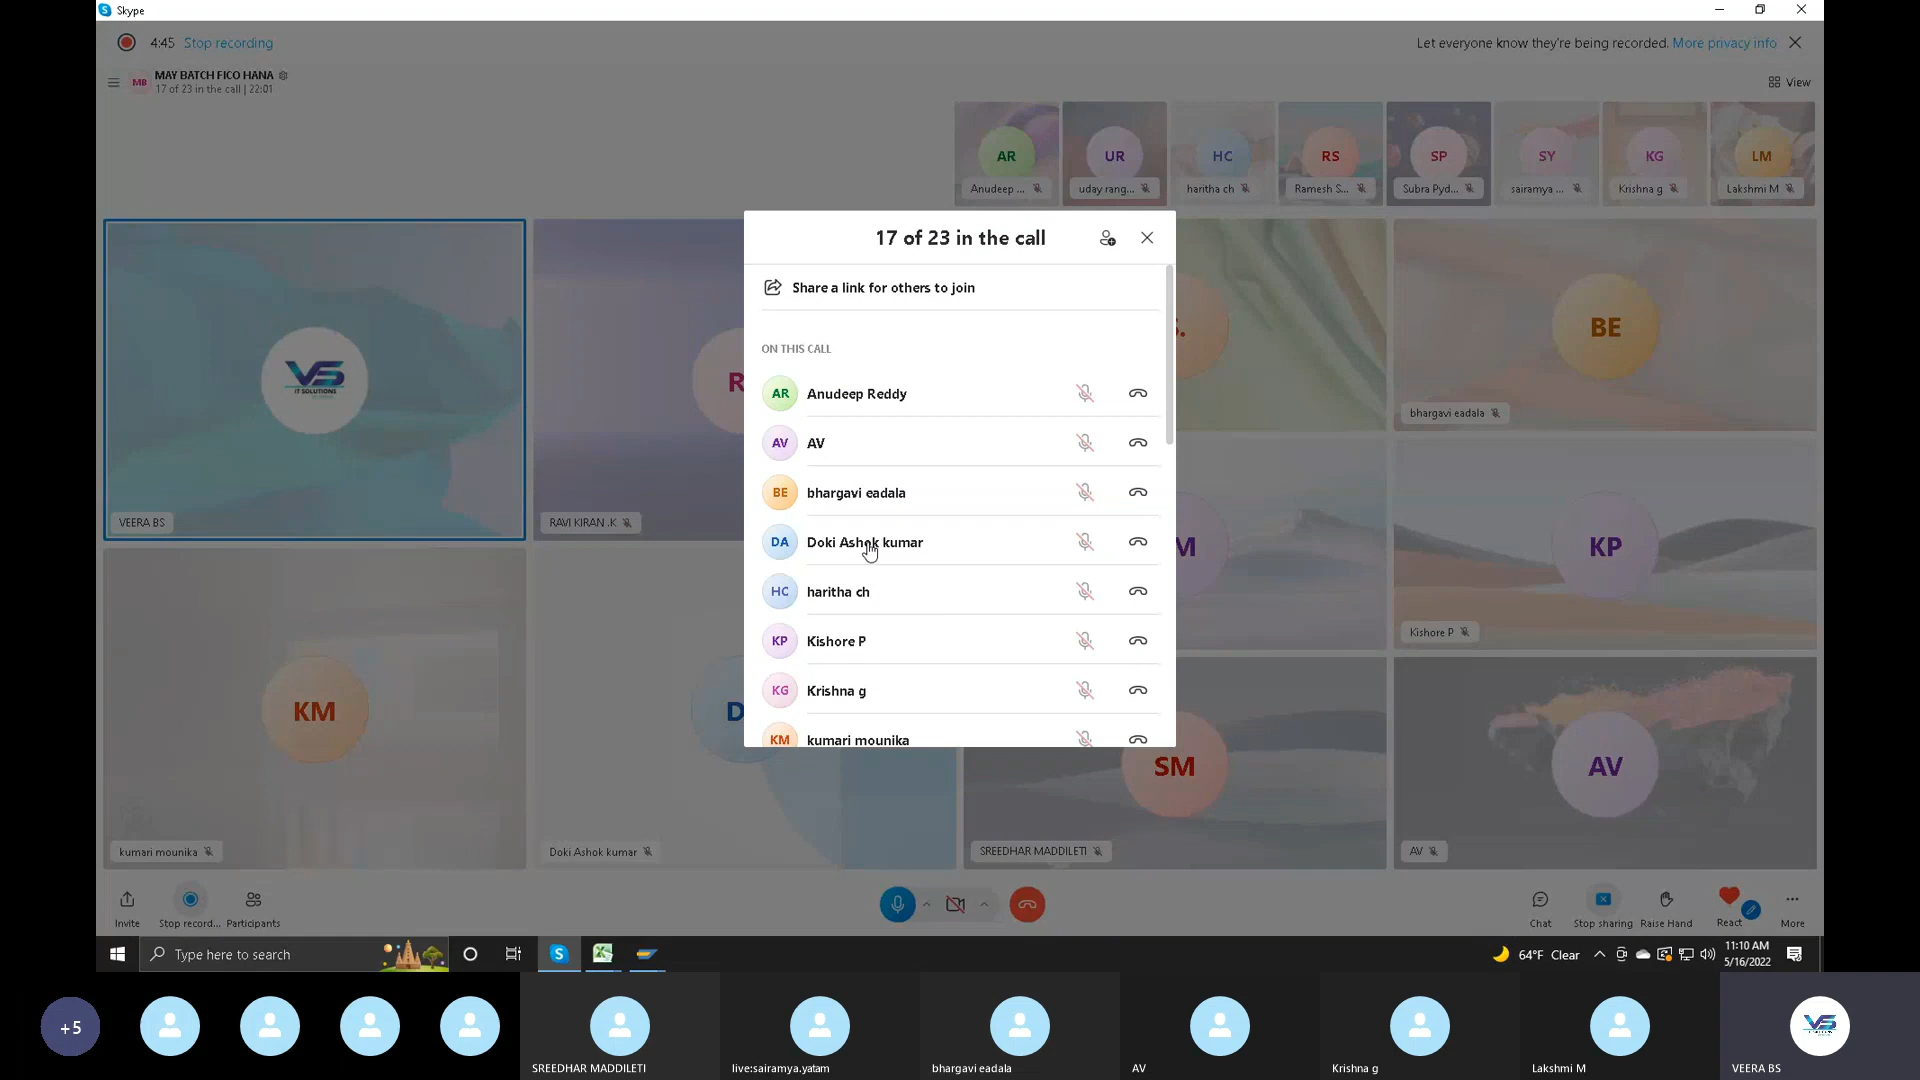 Skype
4:45 Stop recording
Let everyone know they're being recorded. More privacy info
MB MAY BATCH FICO HANA
17 of 23 in the call | 22:01
View
AR UR HC RS SP SY KG LM
Anudeep ... uday rang... haritha ch Ramesh S... Subra Pyd... sairamya ... Krishna g Lakshmi M
17 of 23 in the call
Share a link for others to join
ON THIS CALL
AR Anudeep Reddy
AV AV
BE bhargavi eadala
DA Doki Ashok kumar
HC haritha ch
KP Kishore P
KG Krishna g
KM kumari mounika
VS
IT SOLUTIONS
VEERA BS
R
RAVI KIRAN .K
S.
BE
bhargavi eadala
M
KP
Kishore P
KM
kumari mounika
D
Doki Ashok kumar
SM
SREEDHAR MADDILETI
AV
AV
Invite Stop record... Participants
Chat Stop sharing Raise Hand React More
Type here to search
64°F Clear
11:10 AM
5/16/2022
+5
VS
SREEDHAR MADDILETI live:sairamya.yatam bhargavi eadala AV Krishna g Lakshmi M VEERA BS